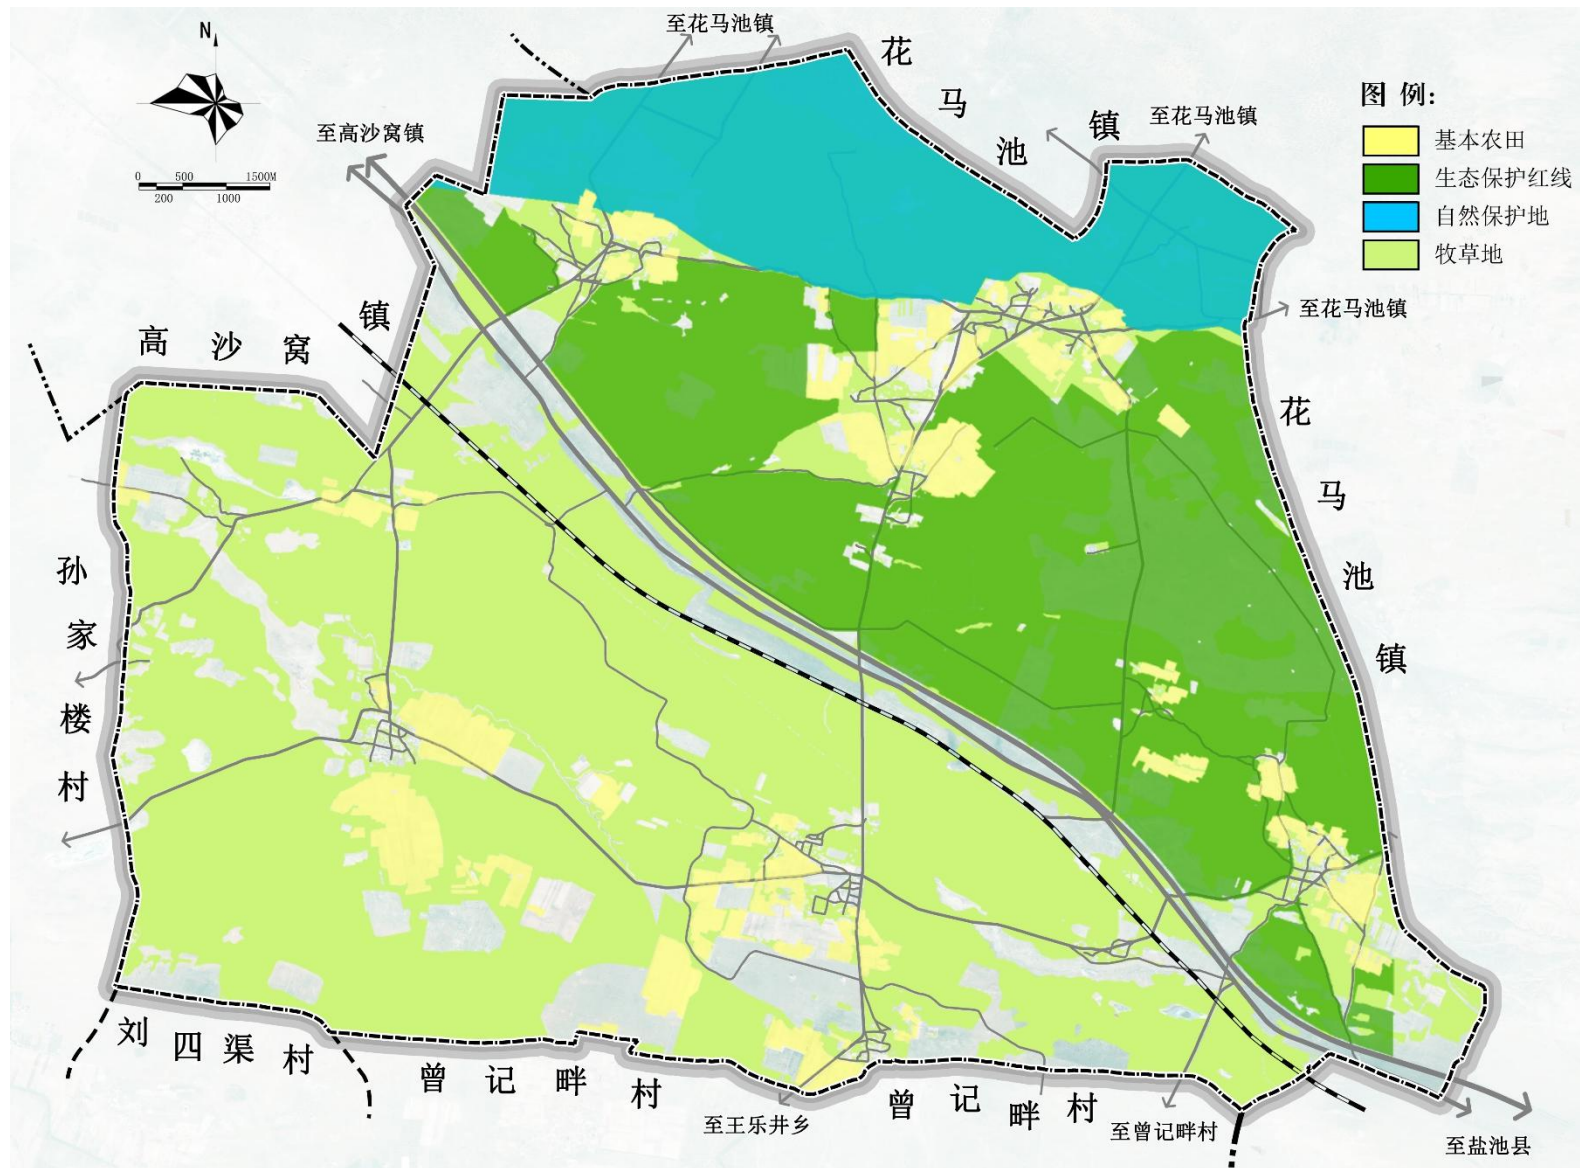 N
0 500 1500M
200 1000
至花马池镇
至高沙窝镇
花马池镇
至花马池镇
图 例:
基本农田
生态保护红线
自然保护地
牧草地
至花马池镇
高沙窝镇
花马池镇
孙家楼村
刘四渠村
曾记畔村
曾记畔村
至王乐井乡
至曾记畔村
至盐池县